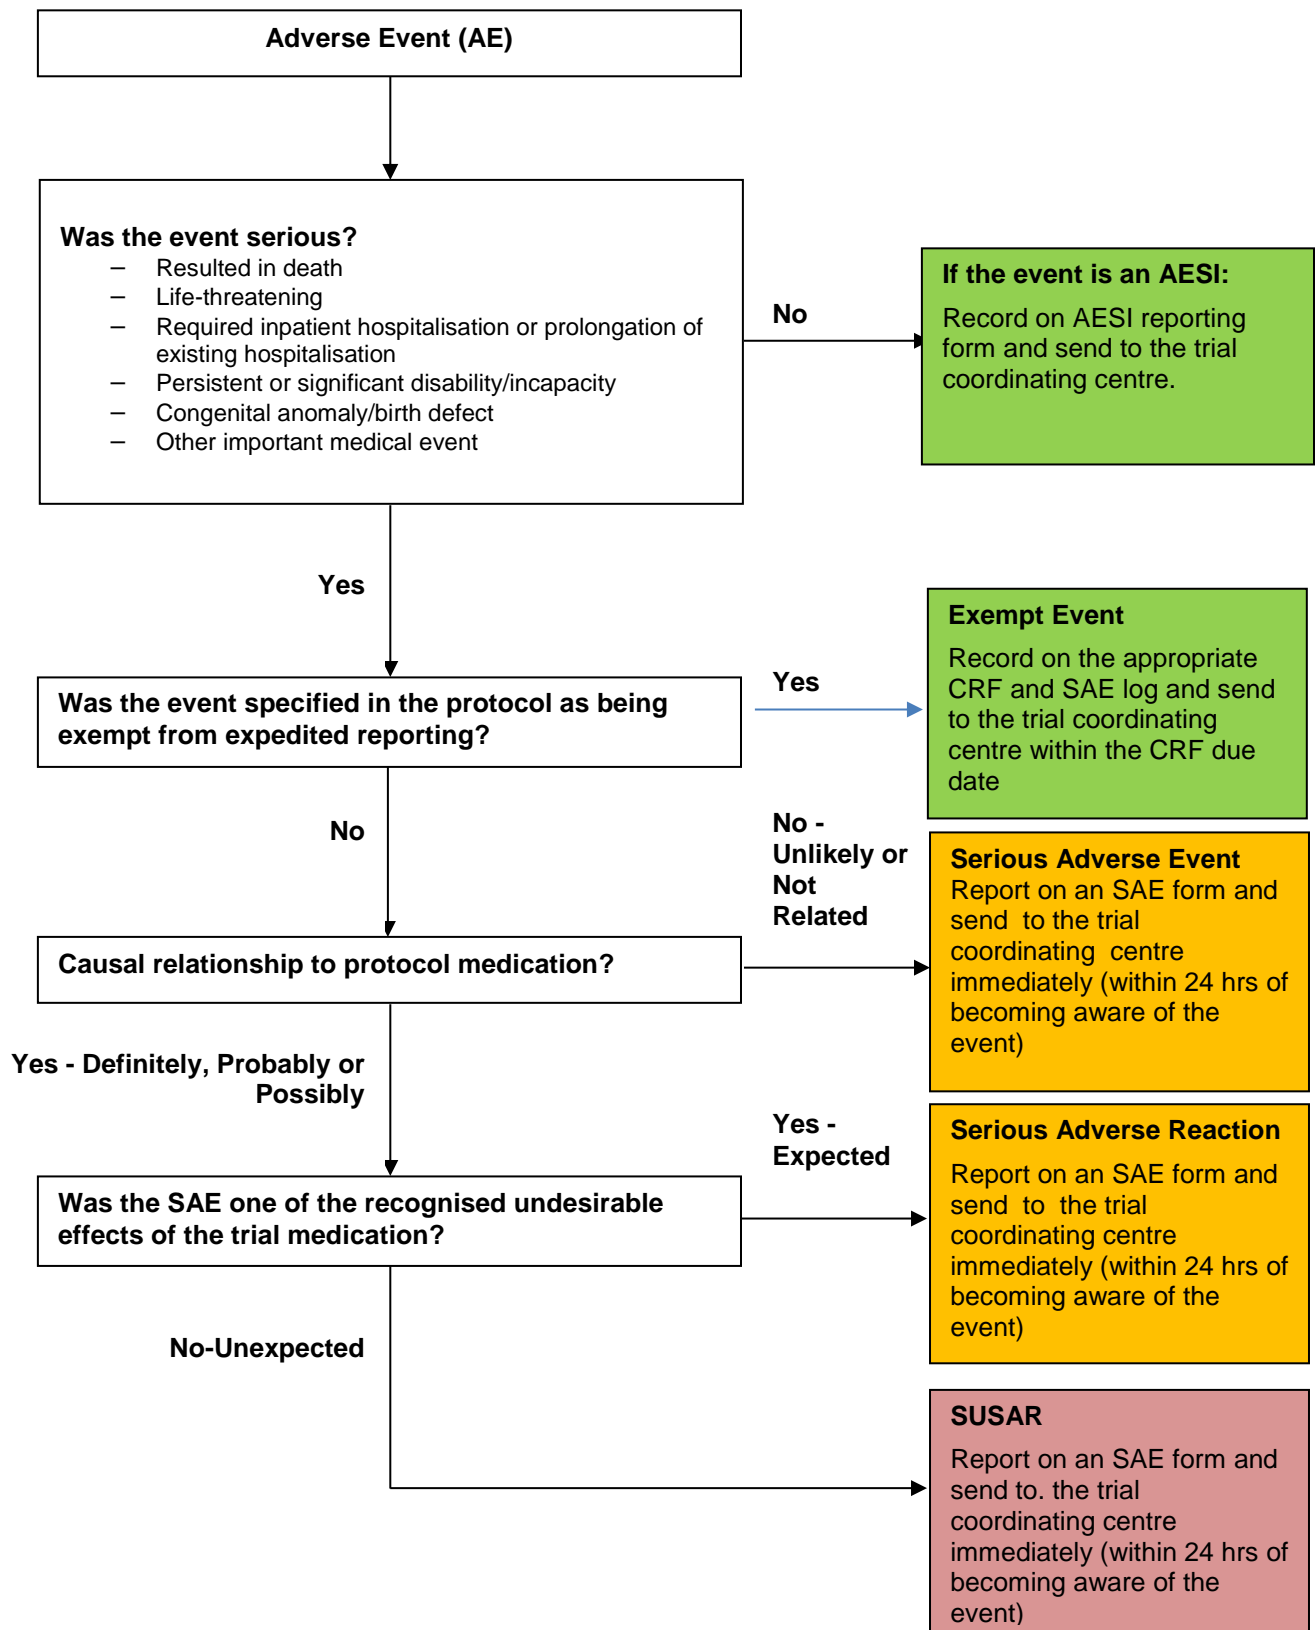 Adverse Event (AE)
Was the event serious?
– Resulted in death
– Life-threatening
– Required inpatient hospitalisation or prolongation of
existing hospitalisation
– Persistent or significant disability/incapacity
– Congenital anomaly/birth defect
– Other important medical event
No
If the event is an AESI:
Record on AESI reporting
form and send to the trial
coordinating centre.
Yes
Was the event specified in the protocol as being
exempt from expedited reporting?
Yes
Exempt Event
Record on the appropriate
CRF and SAE log and send
to the trial coordinating
centre within the CRF due
date
No
Causal relationship to protocol medication?
No -
Unlikely or
Not
Related
Serious Adverse Event
Report on an SAE form and
send to the trial
coordinating centre
immediately (within 24 hrs of
becoming aware of the
event)
Yes - Definitely, Probably or
Possibly
Was the SAE one of the recognised undesirable
effects of the trial medication?
Yes -
Expected
Serious Adverse Reaction
Report on an SAE form and
send to the trial
coordinating centre
immediately (within 24 hrs of
becoming aware of the
event)
No-Unexpected
SUSAR
Report on an SAE form and
send to. the trial
coordinating centre
immediately (within 24 hrs of
becoming aware of the
event)